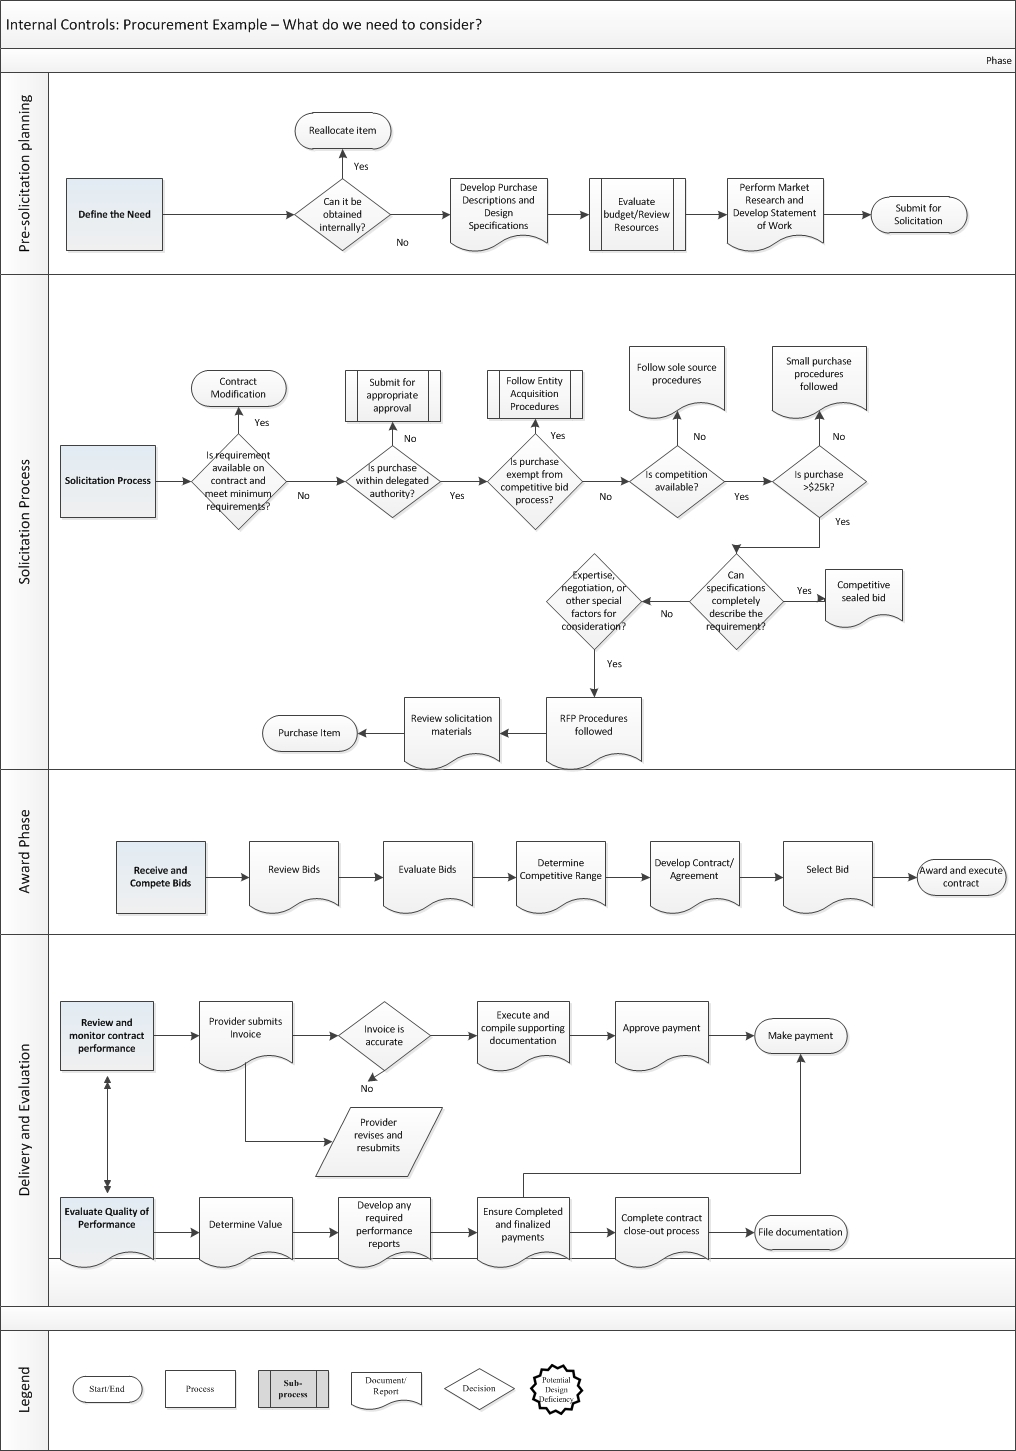 Internal Controls: Procurement Example – What do we need to consider?
Phase
Pre-solicitation planning
Reallocate item
Yes
Define the Need
Can it be
obtained
internally?
No
Develop Purchase
Descriptions and
Design
Specifications
Evaluate
budget/Review
Resources
Perform Market
Research and
Develop Statement
of Work
Submit for
Solicitation
Solicitation Process
Contract
Modification
Yes
Submit for
appropriate
approval
No
Follow Entity
Acquisition
Procedures
Yes
Follow sole source
procedures
No
Small purchase
procedures
followed
No
Solicitation Process
Is requirement
available on
contract and
meet minimum
requirements?
No
Is purchase
within delegated
authority?
Yes
Is purchase
exempt from
competitive bid
process?
No
Is competition
available?
Yes
Is purchase
>$25k?
Yes
Expertise,
negotiation, or
other special
factors for
consideration?
No
Can
specifications
completely
describe the
requirement?
Yes
Competitive
sealed bid
Yes
Purchase Item
Review solicitation
materials
RFP Procedures
followed
Award Phase
Receive and
Compete Bids
Review Bids
Evaluate Bids
Determine
Competitive Range
Develop Contract/
Agreement
Select Bid
Award and execute
contract
Delivery and Evaluation
Review and
monitor contract
performance
Provider submits
Invoice
Invoice is
accurate
No
Execute and
compile supporting
documentation
Approve payment
Make payment
Provider
revises and
resubmits
Evaluate Quality of
Performance
Determine Value
Develop any
required
performance
reports
Ensure Completed
and finalized
payments
Complete contract
close-out process
File documentation
Legend
Start/End
Process
Sub-
process
Document/
Report
Decision
Potential
Design
Deficiency